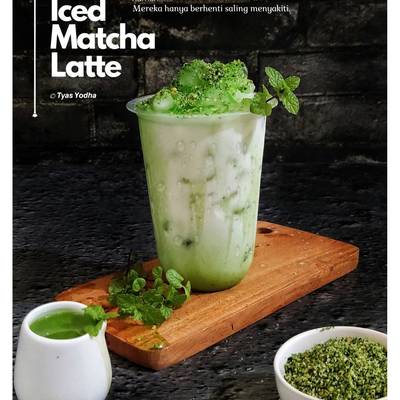 Mereka hanya berhenti saling menyakiti
Iced
Matcha
Latte
© Tyas Yodha